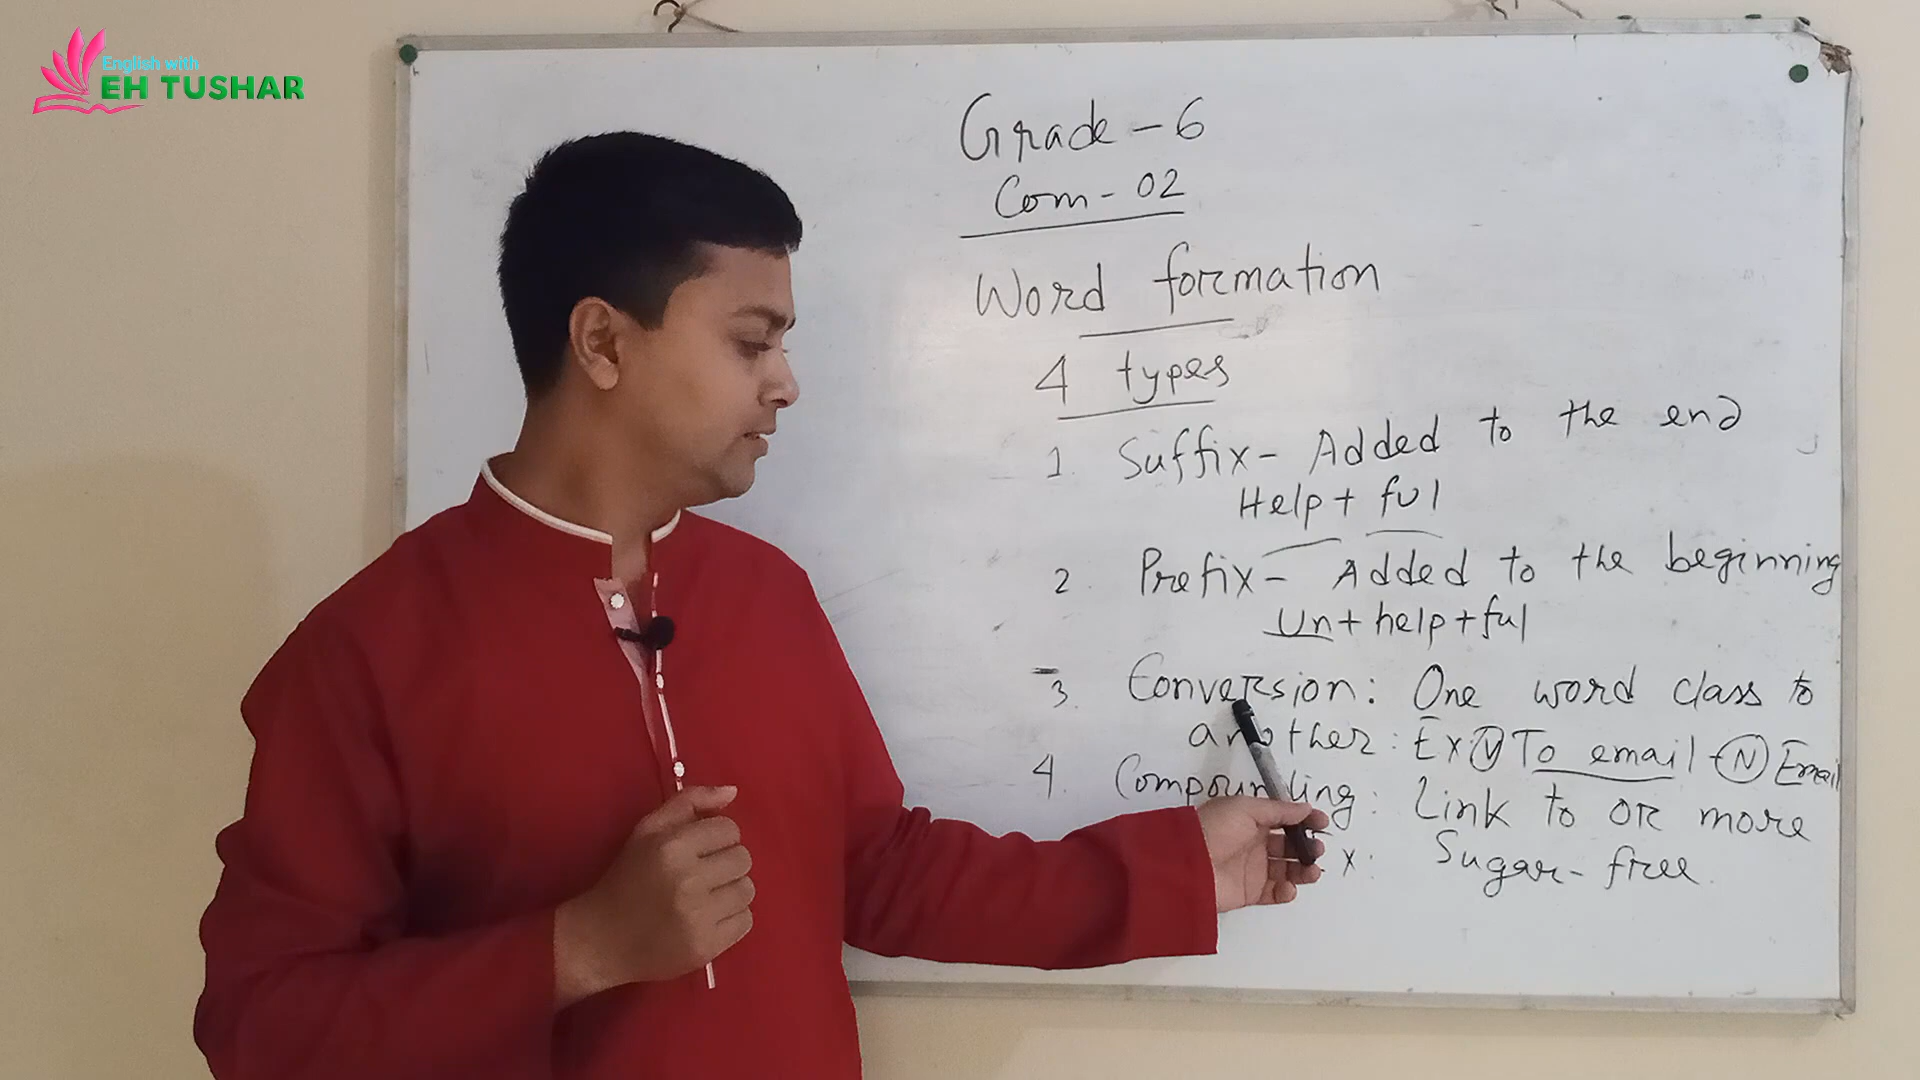 English with
EH TUSHAR
Grade - 6
Com - 02
Word formation
4 types
1. Suffix - Added to the end
Help + ful
2. Prefix - Added to the beginning
Un + help + ful
3. Conversion: One word class to
another: Ex V To email - N Email
4. Compounding: Link to or more
Ex: Sugar-free.